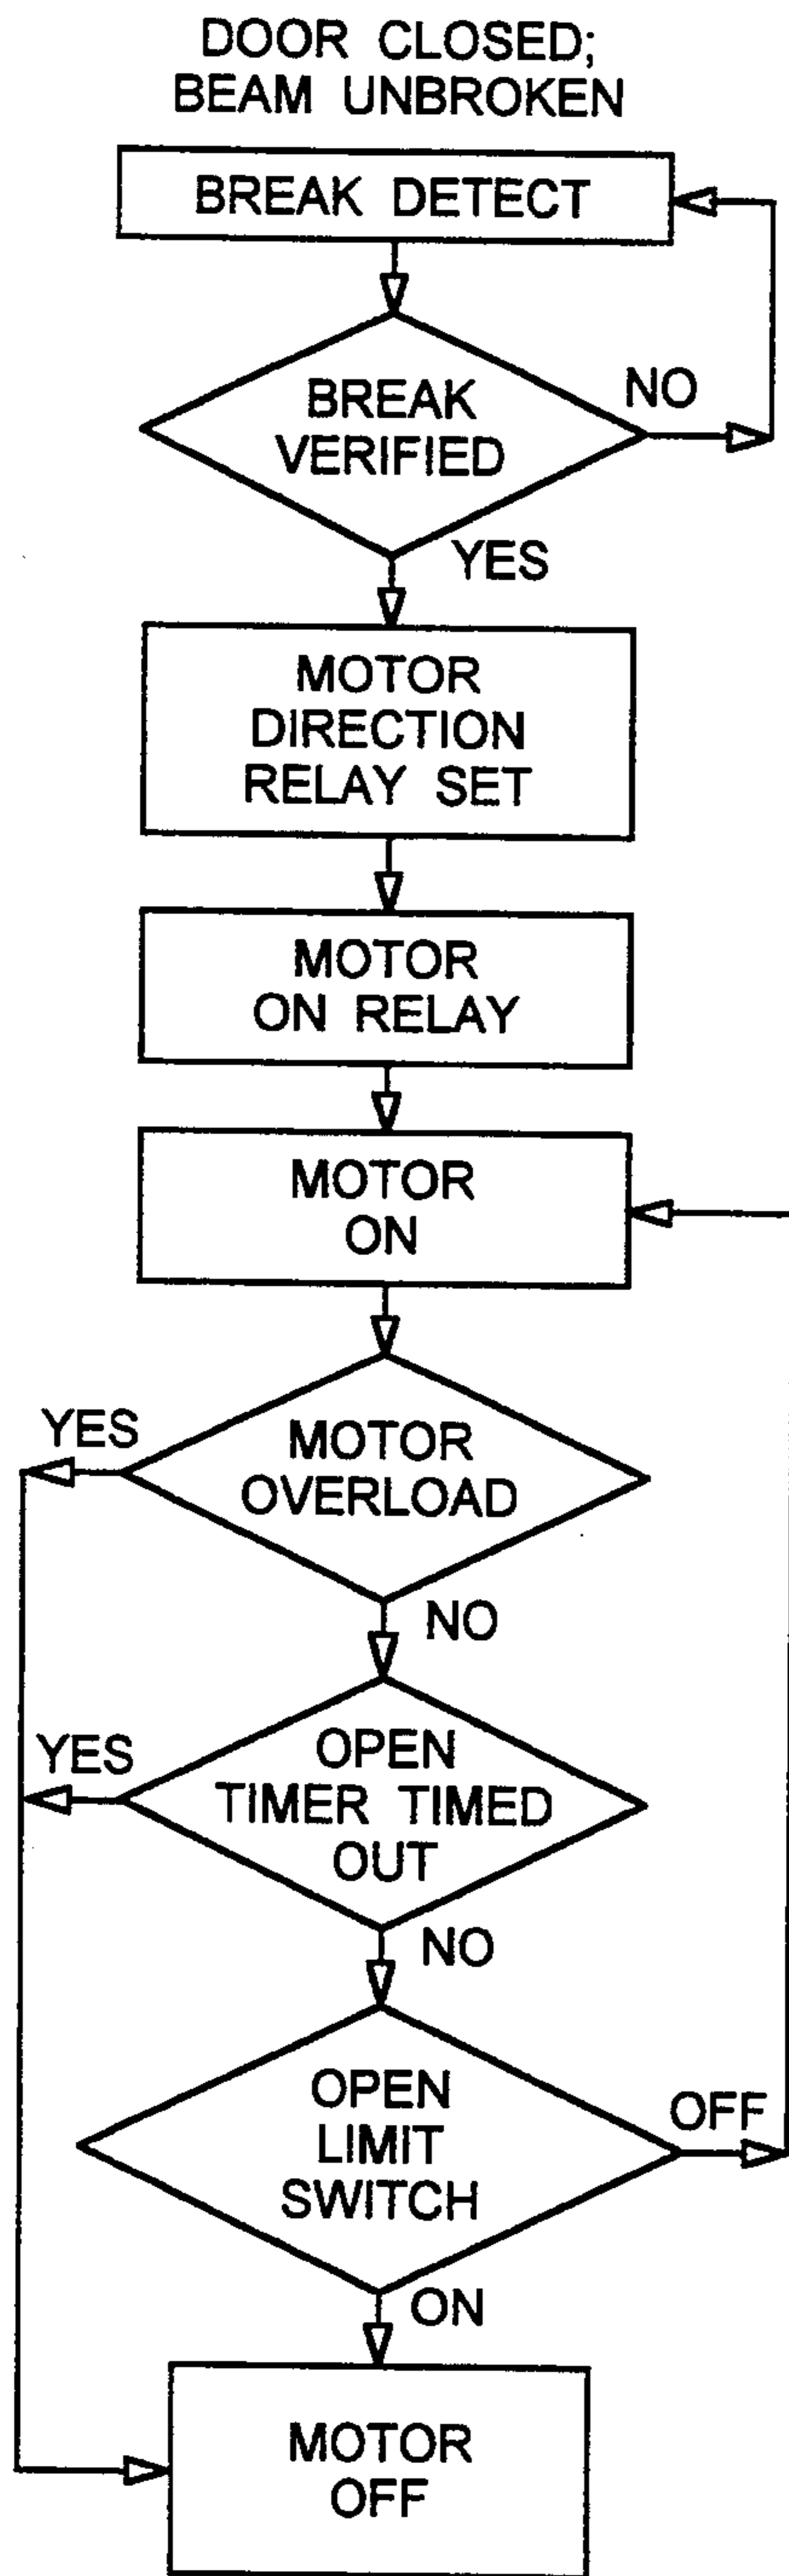 DOOR CLOSED;
BEAM UNBROKEN
BREAK DETECT
BREAK
VERIFIED
NO
YES
MOTOR
DIRECTION
RELAY SET
MOTOR
ON RELAY
MOTOR
ON
YES
MOTOR
OVERLOAD
NO
YES
OPEN
TIMER TIMED
OUT
NO
OPEN
LIMIT
SWITCH
OFF
ON
MOTOR
OFF